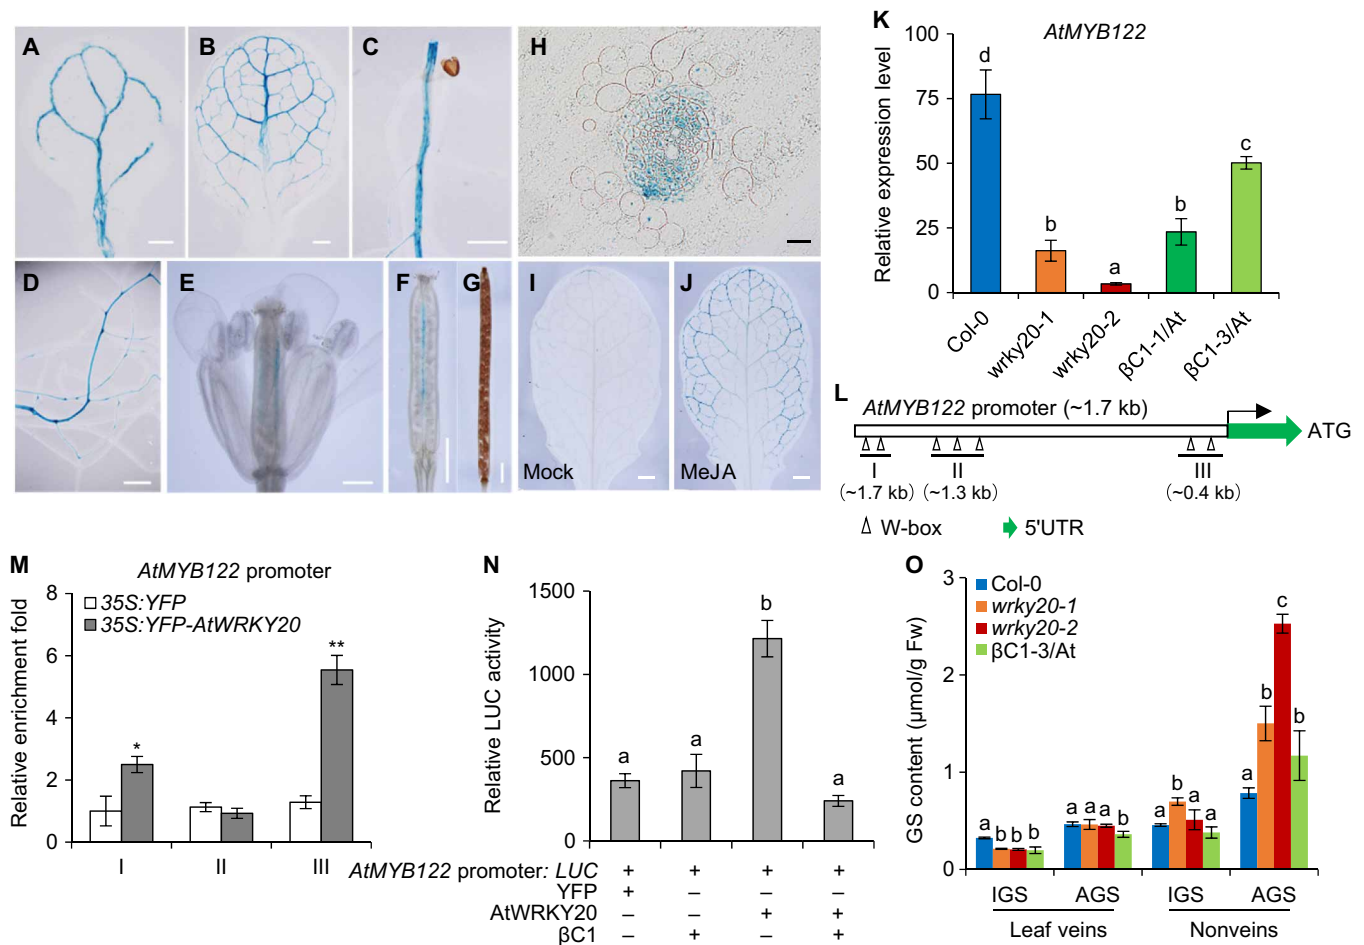 A
B
C
H
D
E
F
G
I
J
Mock
MeJA
K
AtMYB122
Relative expression level
100
75
50
25
0
d
b
a
b
c
Col-0
wrky20-1
wrky20-2
βC1-1/At
βC1-3/At
L
AtMYB122 promoter (~1.7 kb)
ATG
I
II
III
(~1.7 kb)
(~1.3 kb)
(~0.4 kb)
W-box
5'UTR
M
AtMYB122 promoter
35S:YFP
35S:YFP-AtWRKY20
Relative enrichment fold
8
6
4
2
0
*
**
I
II
III
N
Relative LUC activity
1500
1000
500
0
a
a
b
a
AtMYB122 promoter: LUC + + + +
YFP + – – –
AtWRKY20 – – + +
βC1 – + – +
O
Col-0
wrky20-1
wrky20-2
βC1-3/At
GS content (μmol/g Fw)
3
2
1
0
a b b b
a a a b
a b a a
a b c b
IGS
AGS
IGS
AGS
Leaf veins
Nonveins